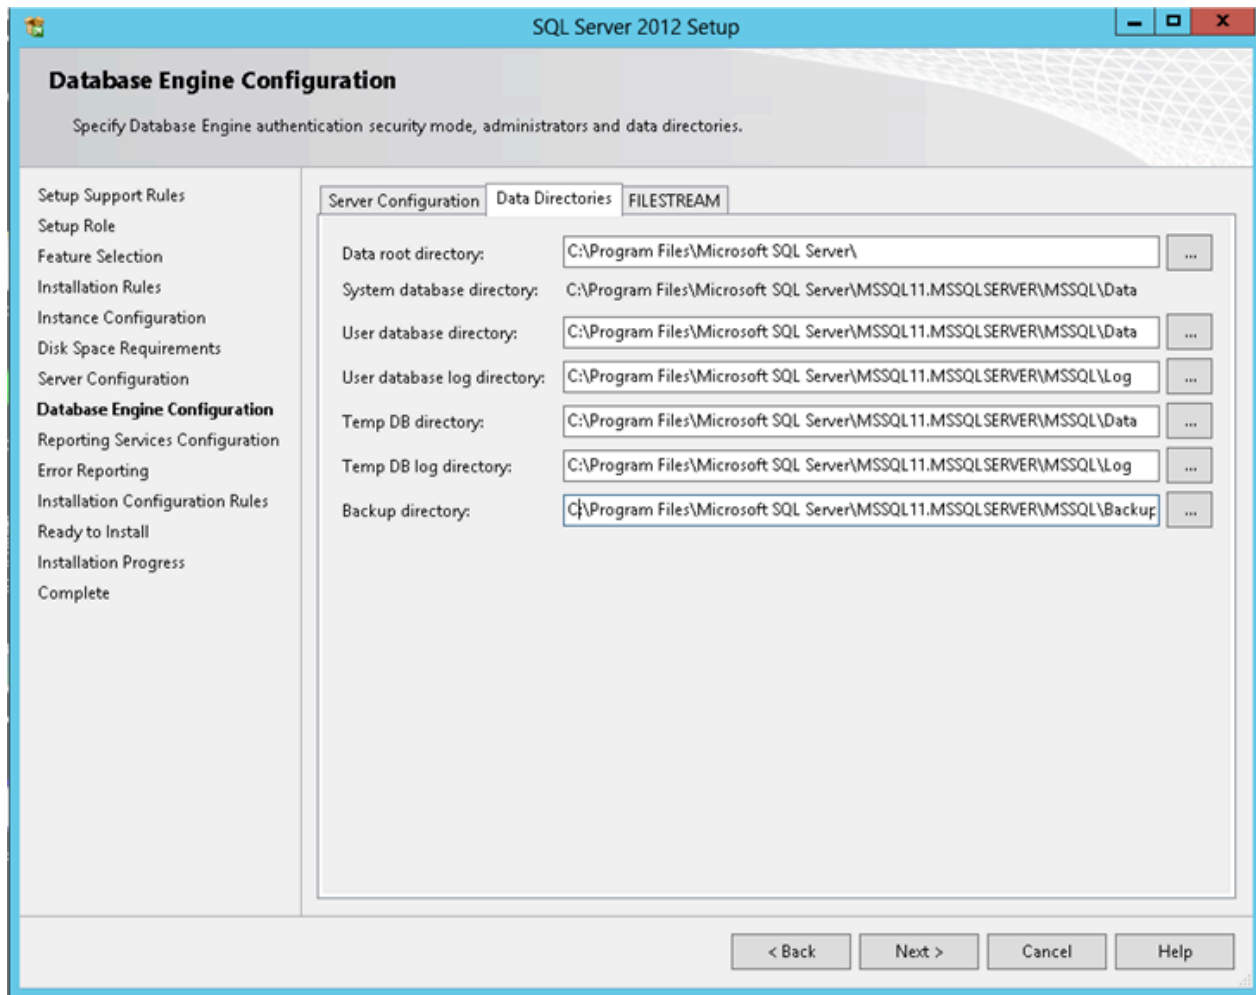 SQL Server 2012 Setup
Database Engine Configuration
Specify Database Engine authentication security mode, administrators and data directories.
Setup Support Rules
Setup Role
Feature Selection
Installation Rules
Instance Configuration
Disk Space Requirements
Server Configuration
Database Engine Configuration
Reporting Services Configuration
Error Reporting
Installation Configuration Rules
Ready to Install
Installation Progress
Complete
Server Configuration Data Directories FILESTREAM
Data root directory: C:\Program Files\Microsoft SQL Server\ ...
System database directory: C:\Program Files\Microsoft SQL Server\MSSQL11.MSSQLSERVER\MSSQL\Data
User database directory: C:\Program Files\Microsoft SQL Server\MSSQL11.MSSQLSERVER\MSSQL\Data ...
User database log directory: C:\Program Files\Microsoft SQL Server\MSSQL11.MSSQLSERVER\MSSQL\Log ...
Temp DB directory: C:\Program Files\Microsoft SQL Server\MSSQL11.MSSQLSERVER\MSSQL\Data ...
Temp DB log directory: C:\Program Files\Microsoft SQL Server\MSSQL11.MSSQLSERVER\MSSQL\Log ...
Backup directory: C:\Program Files\Microsoft SQL Server\MSSQL11.MSSQLSERVER\MSSQL\Backup ...
< Back Next > Cancel Help